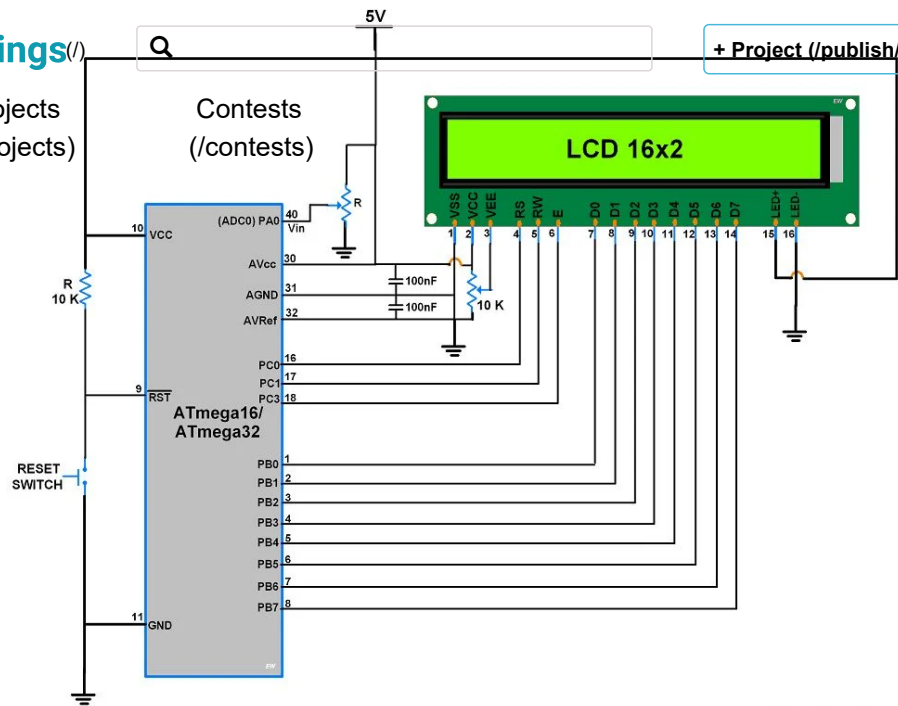 5V
ings(/)
+ Project (/publish/
ojects
ojects)
Contests
(/contests)
EW
LCD 16x2
VSS VCC VEE RS RW E D0 D1 D2 D3 D4 D5 D6 D7 LED+ LED-
1 2 3 4 5 6 7 8 9 10 11 12 13 14 15 16
(ADC0) PA0 40
Vin
R
10 VCC
AVcc 30
100nF
R
10 K
AGND 31
100nF
10 K
AVRef 32
PC0 16
PC1 17
PC3 18
9 RST
ATmega16/
ATmega32
PB0 1
RESET
SWITCH
PB1 2
PB2 3
PB3 4
PB4 5
PB5 6
PB6 7
PB7 8
11 GND
EW